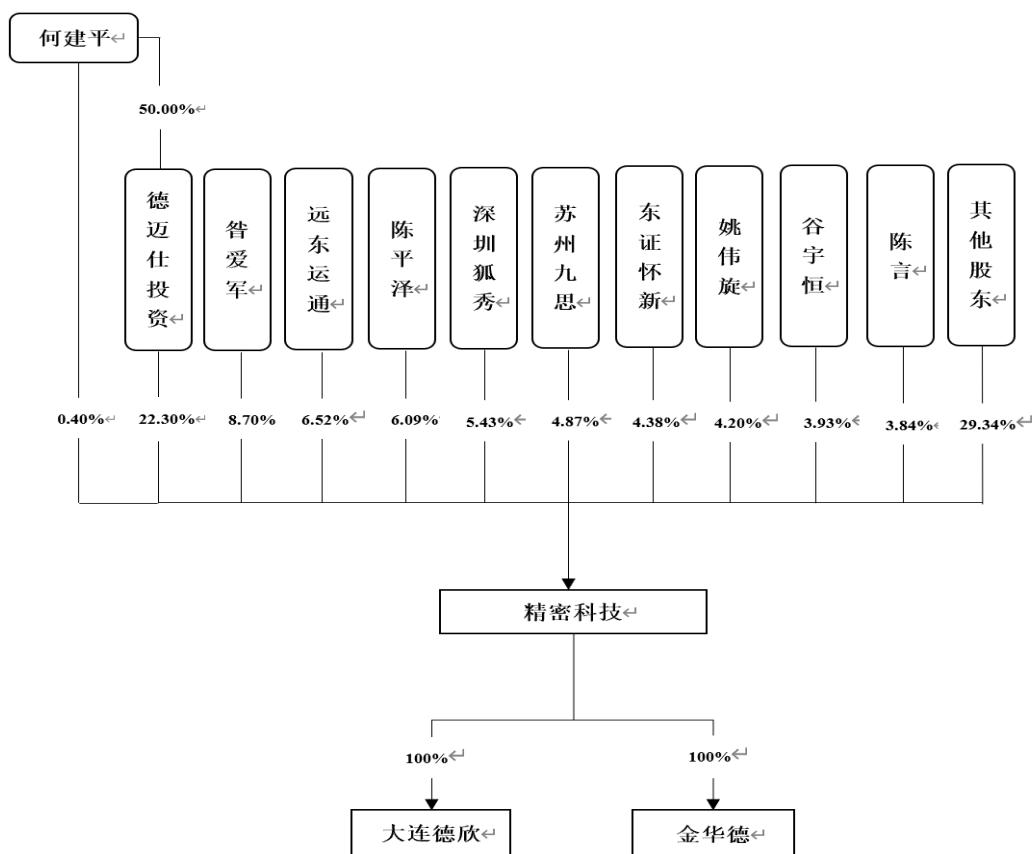 何建平
50.00%
德迈仕投资
昝爱军
远东运通
陈平泽
深圳狐秀
苏州九思
东证怀新
姚伟旋
谷宇恒
陈言
其他股东
0.40%
22.30%
8.70%
6.52%
6.09%
5.43%
4.87%
4.38%
4.20%
3.93%
3.84%
29.34%
精密科技
100%
100%
大连德欣
金华德